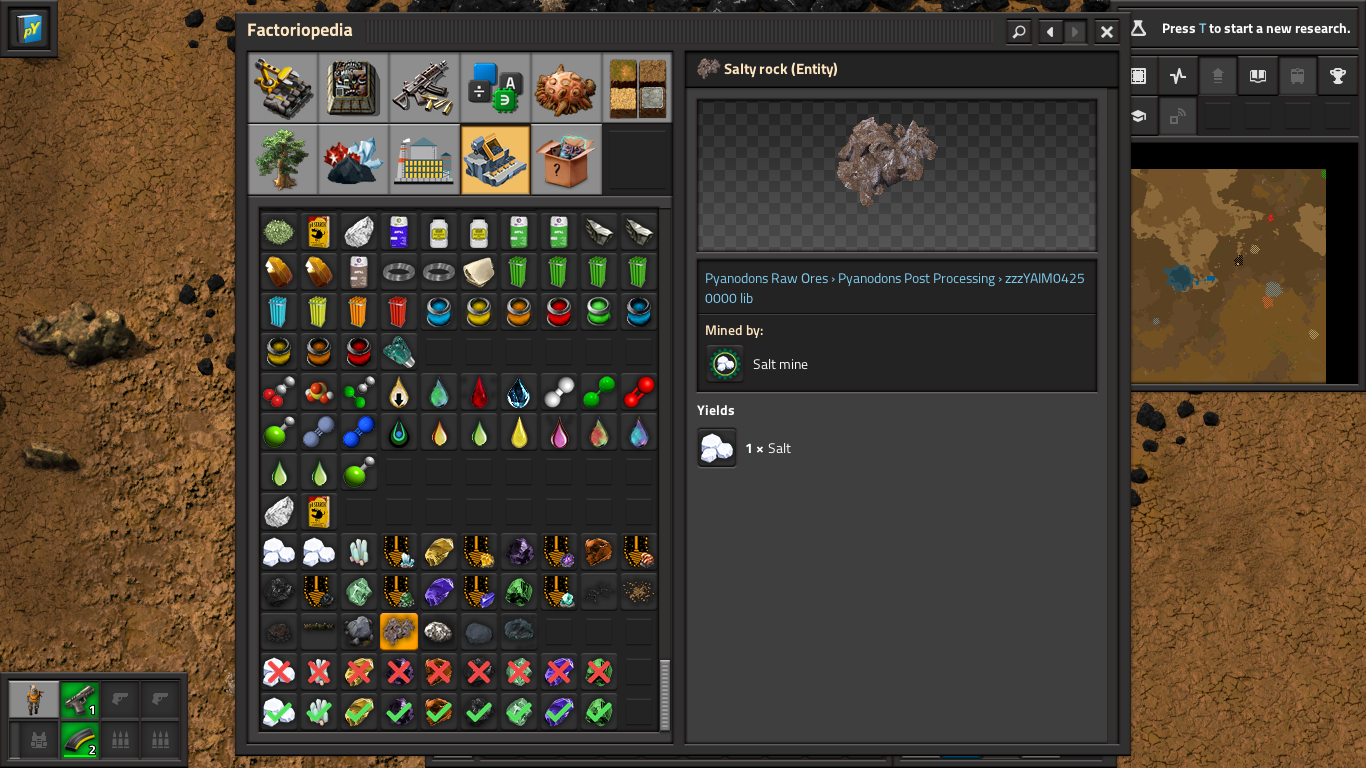 pY
Factoriopedia
Press T to start a new research.
Salty rock (Entity)
A
?
Pyanodons Raw Ores › Pyanodons Post Processing › zzzYAIM0425
0000 lib
Mined by:
Salt mine
Yields
1 × Salt
1
2